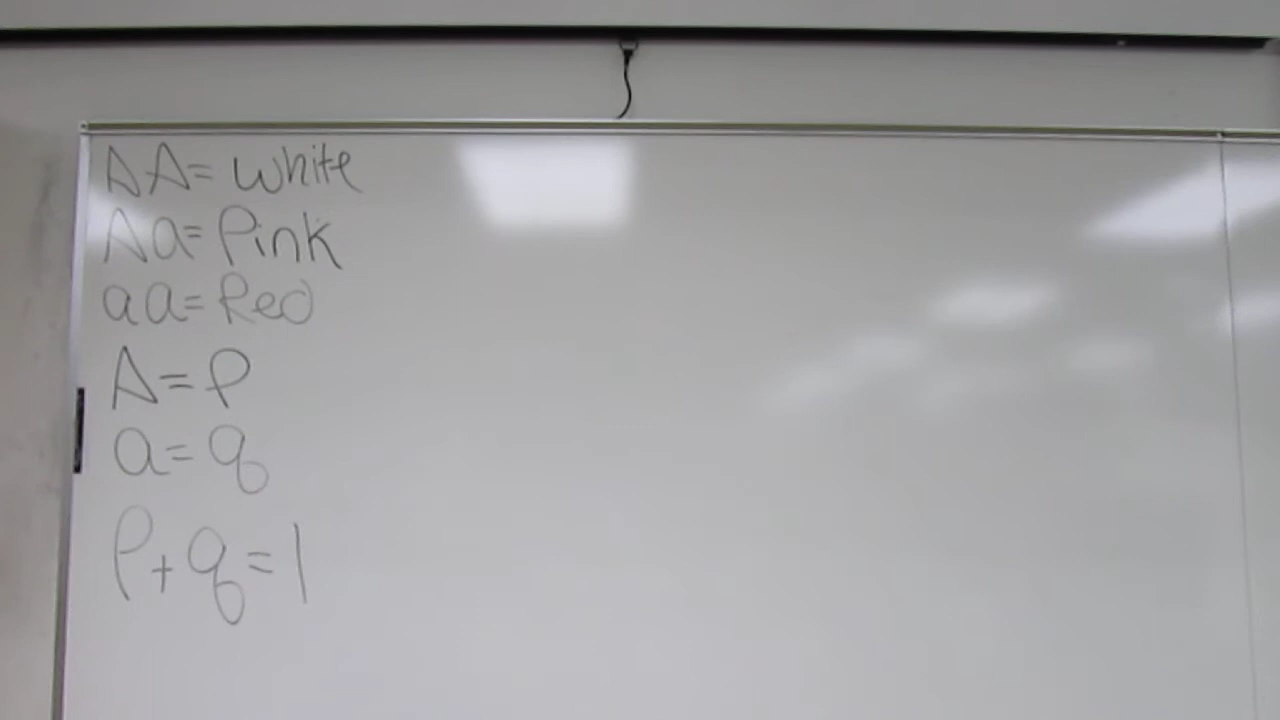 AA = White
Aa = Pink
aa = Red
A = P
a = q
P + q = 1